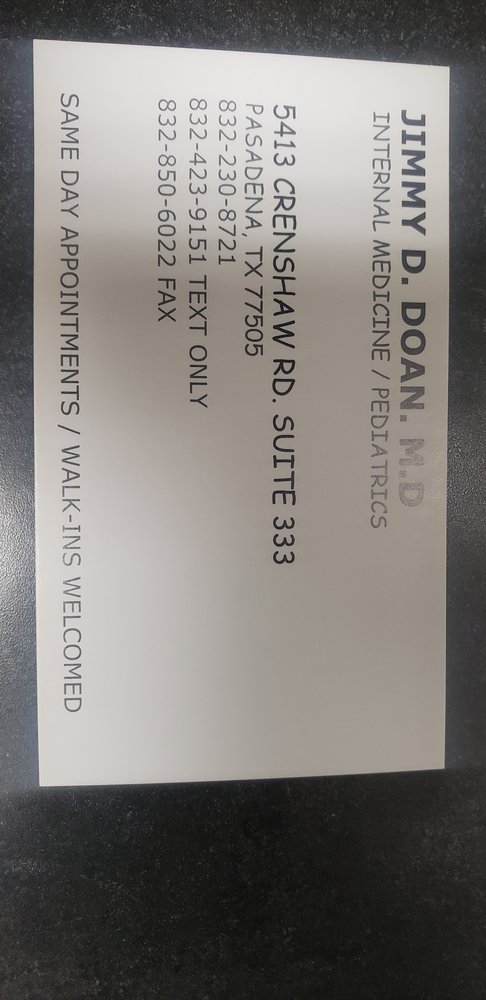 JIMMY D. DOAN. M.D
INTERNAL MEDICINE / PEDIATRICS
5413 CRENSHAW RD. SUITE 333
PASADENA, TX 77505
832-230-8721
832-423-9151 TEXT ONLY
832-850-6022 FAX
SAME DAY APPOINTMENTS / WALK-INS WELCOMED